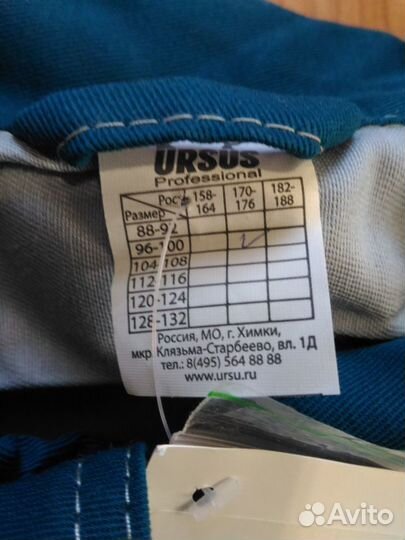 URSUS
Professional
Рост 158-164 170-176 182-188
Размер
88-92
96-100
104-108
112-116
120-124
128-132
Россия, МО, г. Химки,
мкр. Клязьма-Старбеево, вл. 1Д
тел.: 8(495) 564 88 88
www.ursu.ru
Avito